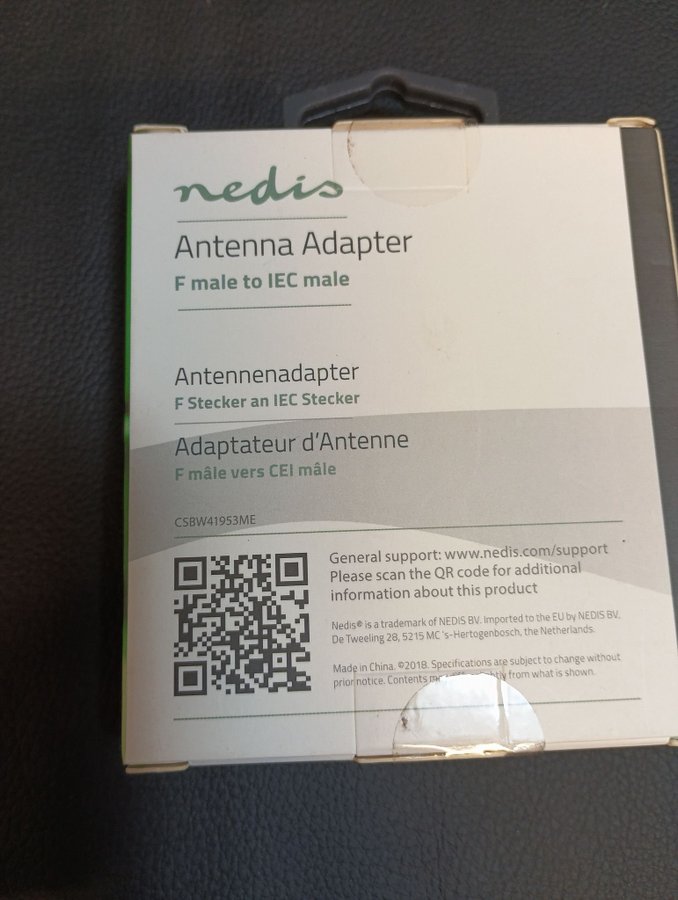 nedis
Antenna Adapter
F male to IEC male
Antennenadapter
F Stecker an IEC Stecker
Adaptateur d'Antenne
F mâle vers CEI mâle
CSBW41953ME
General support: www.nedis.com/support
Please scan the QR code for additional
information about this product
Nedis® is a trademark of NEDIS BV. Imported to the EU by NEDIS BV,
De Tweeling 28, 5215 MC 's-Hertogenbosch, the Netherlands.
Made in China. ©2018. Specifications are subject to change without
prior notice. Contents from what is shown.